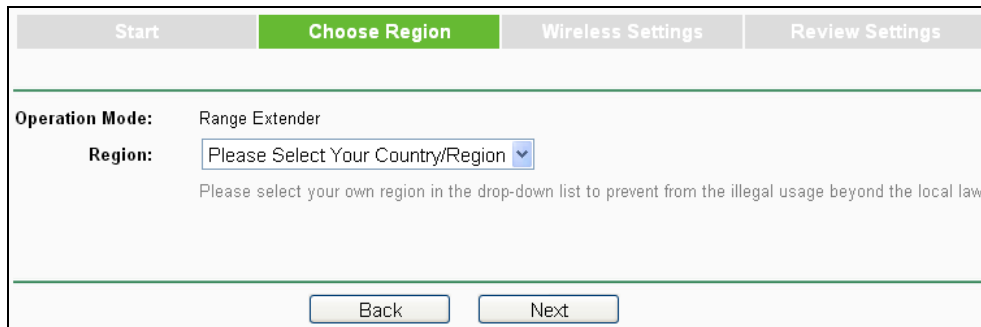 Start Choose Region Wireless Settings Review Settings
Operation Mode: Range Extender
Region: Please Select Your Country/Region
Please select your own region in the drop-down list to prevent from the illegal usage beyond the local law
Back Next